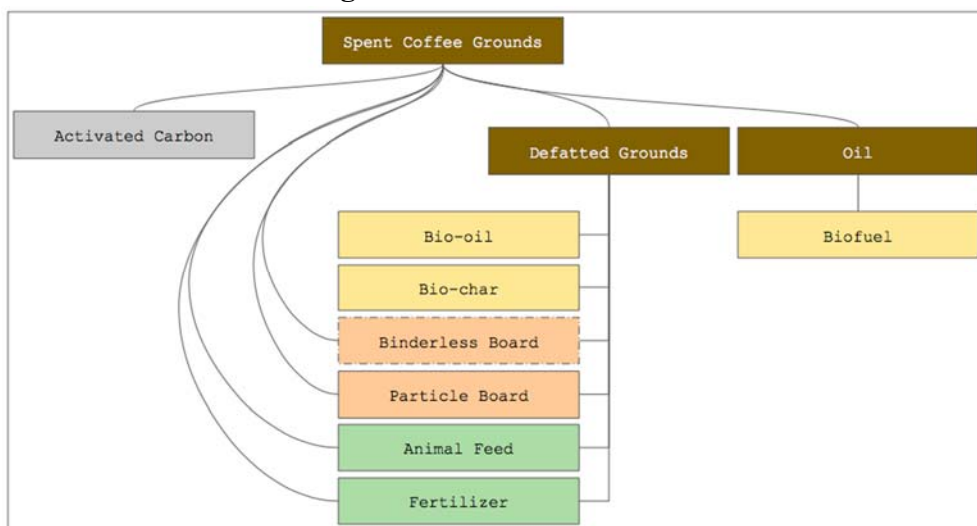 Spent Coffee Grounds
Activated Carbon
Defatted Grounds
Oil
Bio-oil
Biofuel
Bio-char
Binderless Board
Particle Board
Animal Feed
Fertilizer